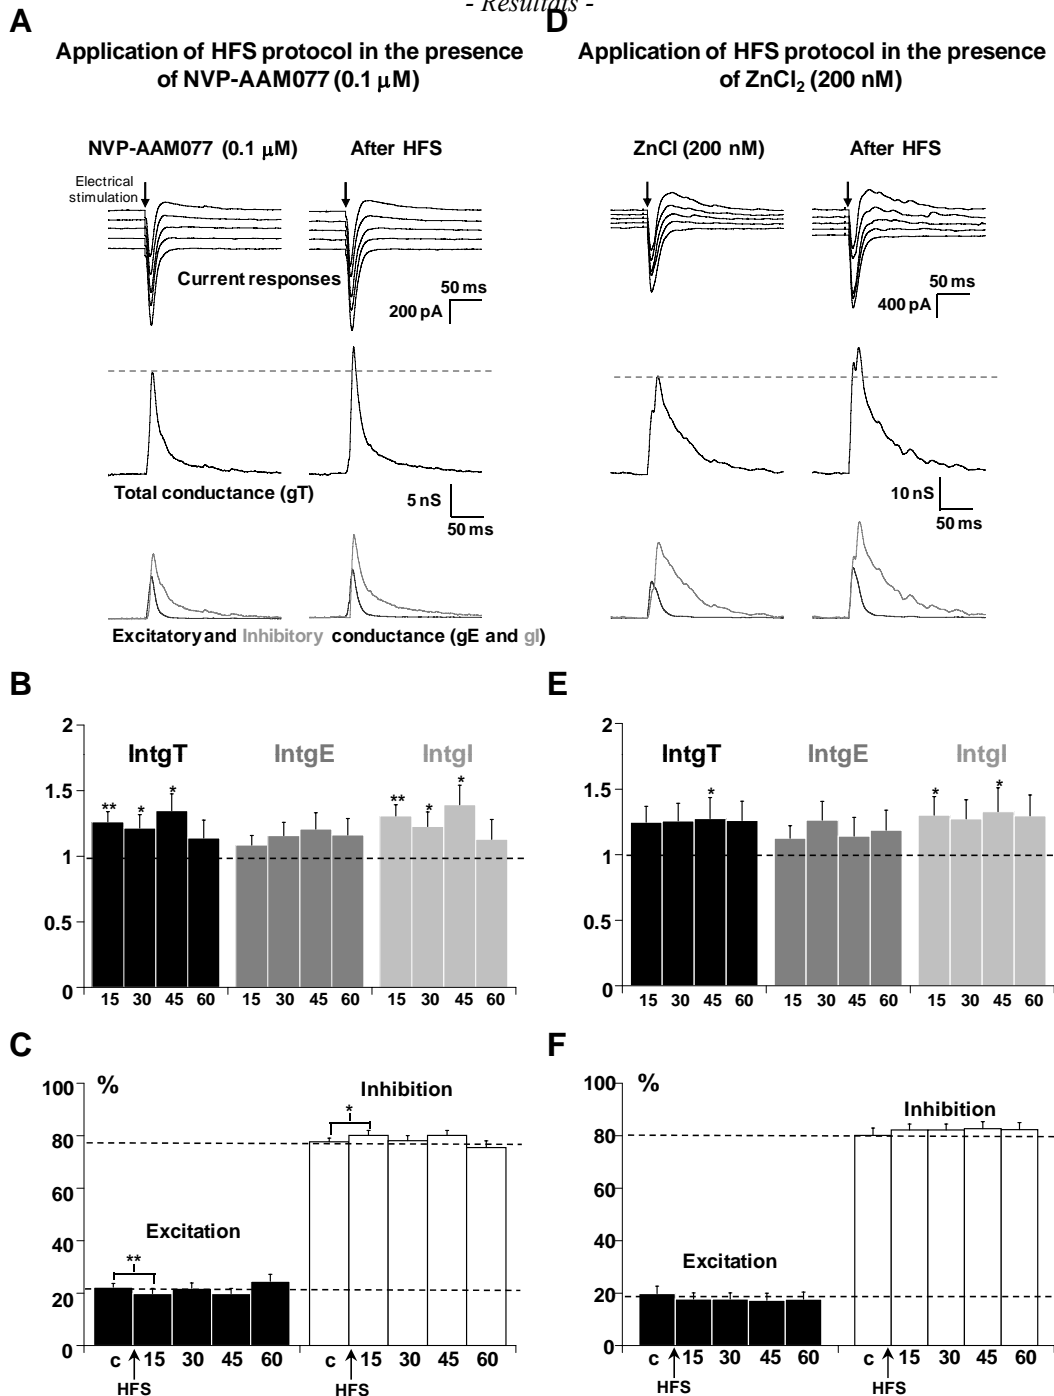 - Résultats -
A
Application of HFS protocol in the presence
of NVP-AAM077 (0.1 µM)
NVP-AAM077 (0.1 µM)
After HFS
Electrical
stimulation
Current responses
50 ms
200 pA
Total conductance (gT)
5 nS
50 ms
Excitatory and Inhibitory conductance (gE and gI)
D
Application of HFS protocol in the presence
of ZnCl2 (200 nM)
ZnCl (200 nM)
After HFS
50 ms
400 pA
10 nS
50 ms
B
2
1.5
1
0.5
0
IntgT
IntgE
IntgI
** * *
** * *
15 30 45 60
15 30 45 60
15 30 45 60
E
2
1.5
1
0.5
0
IntgT
IntgE
IntgI
*
* *
15 30 45 60
15 30 45 60
15 30 45 60
C
100
80
60
40
20
0
%
Inhibition
*
Excitation
**
c 15 30 45 60
HFS
c 15 30 45 60
HFS
F
100
80
60
40
20
0
%
Inhibition
Excitation
c 15 30 45 60
HFS
c 15 30 45 60
HFS